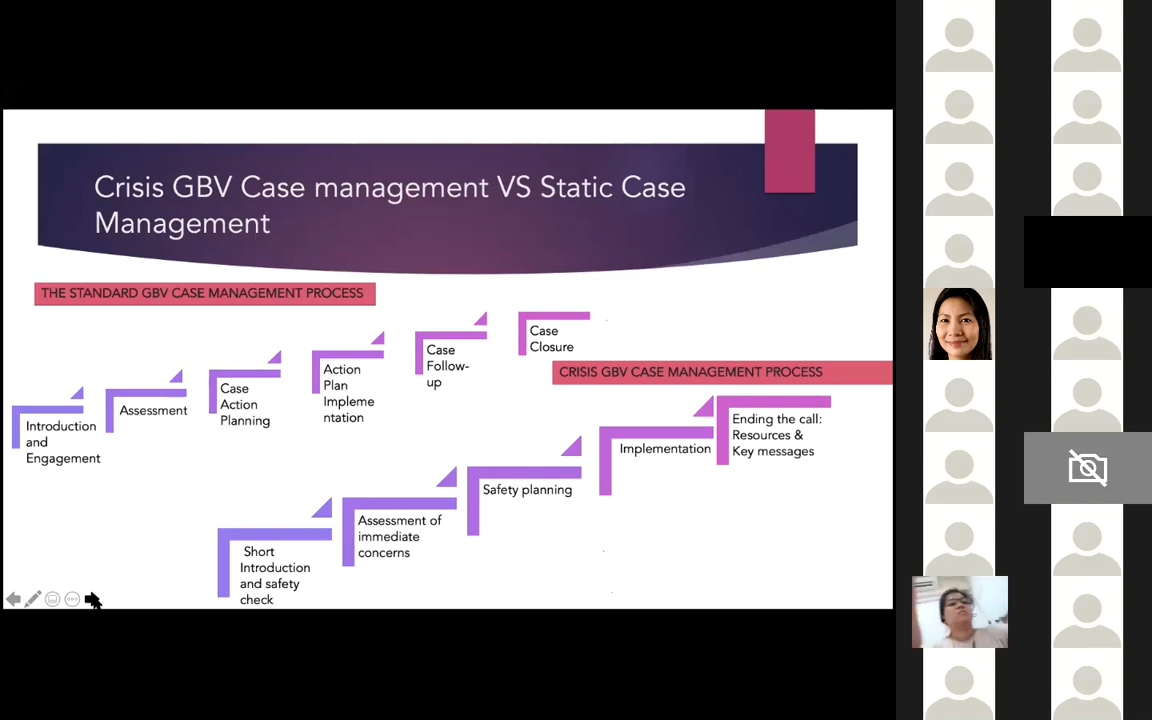 Crisis GBV Case management VS Static Case
Management
THE STANDARD GBV CASE MANAGEMENT PROCESS
Introduction
and
Engagement
Assessment
Case
Action
Planning
Action
Plan
Impleme
ntation
Case
Follow-
up
Case
Closure
CRISIS GBV CASE MANAGEMENT PROCESS
Short
Introduction
and safety
check
Assessment of
immediate
concerns
Safety planning
Implementation
Ending the call:
Resources &
Key messages